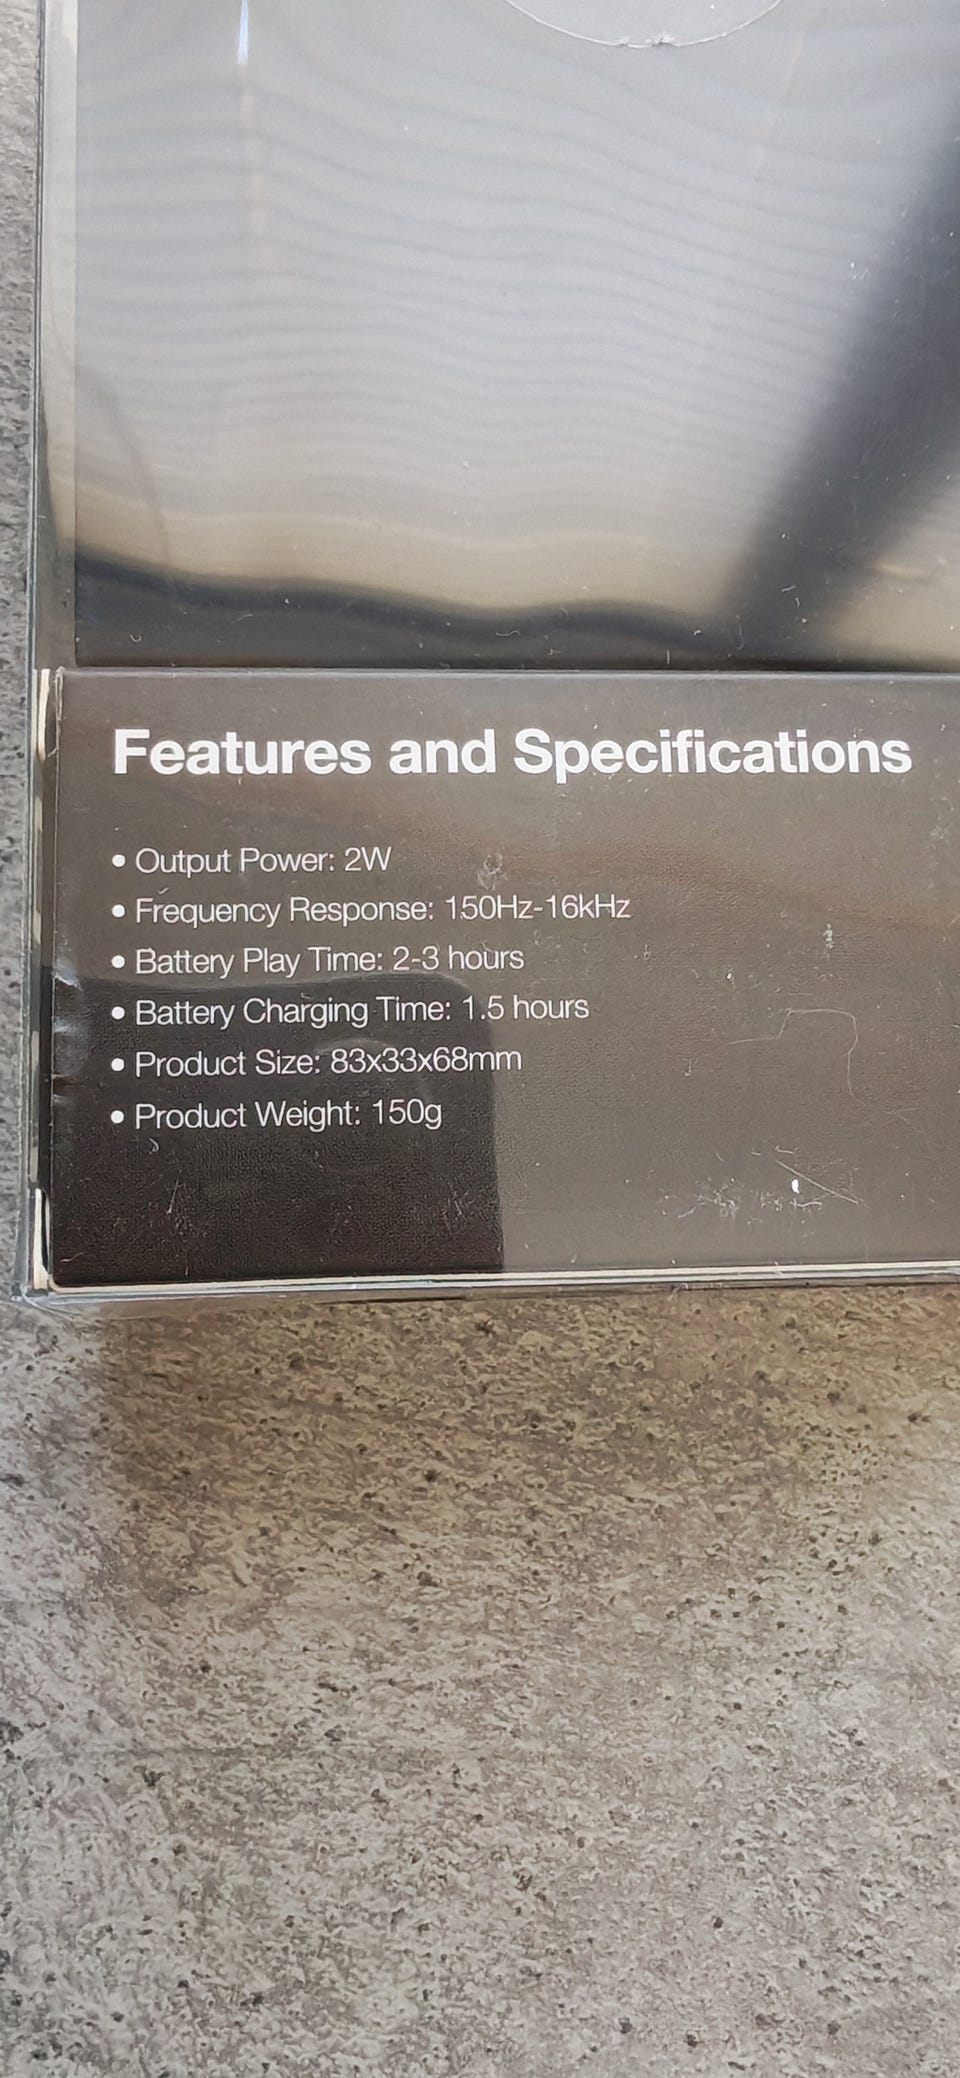 Features and Specifications
• Output Power: 2W
• Frequency Response: 150Hz-16kHz
• Battery Play Time: 2-3 hours
• Battery Charging Time: 1.5 hours
• Product Size: 83x33x68mm
• Product Weight: 150g